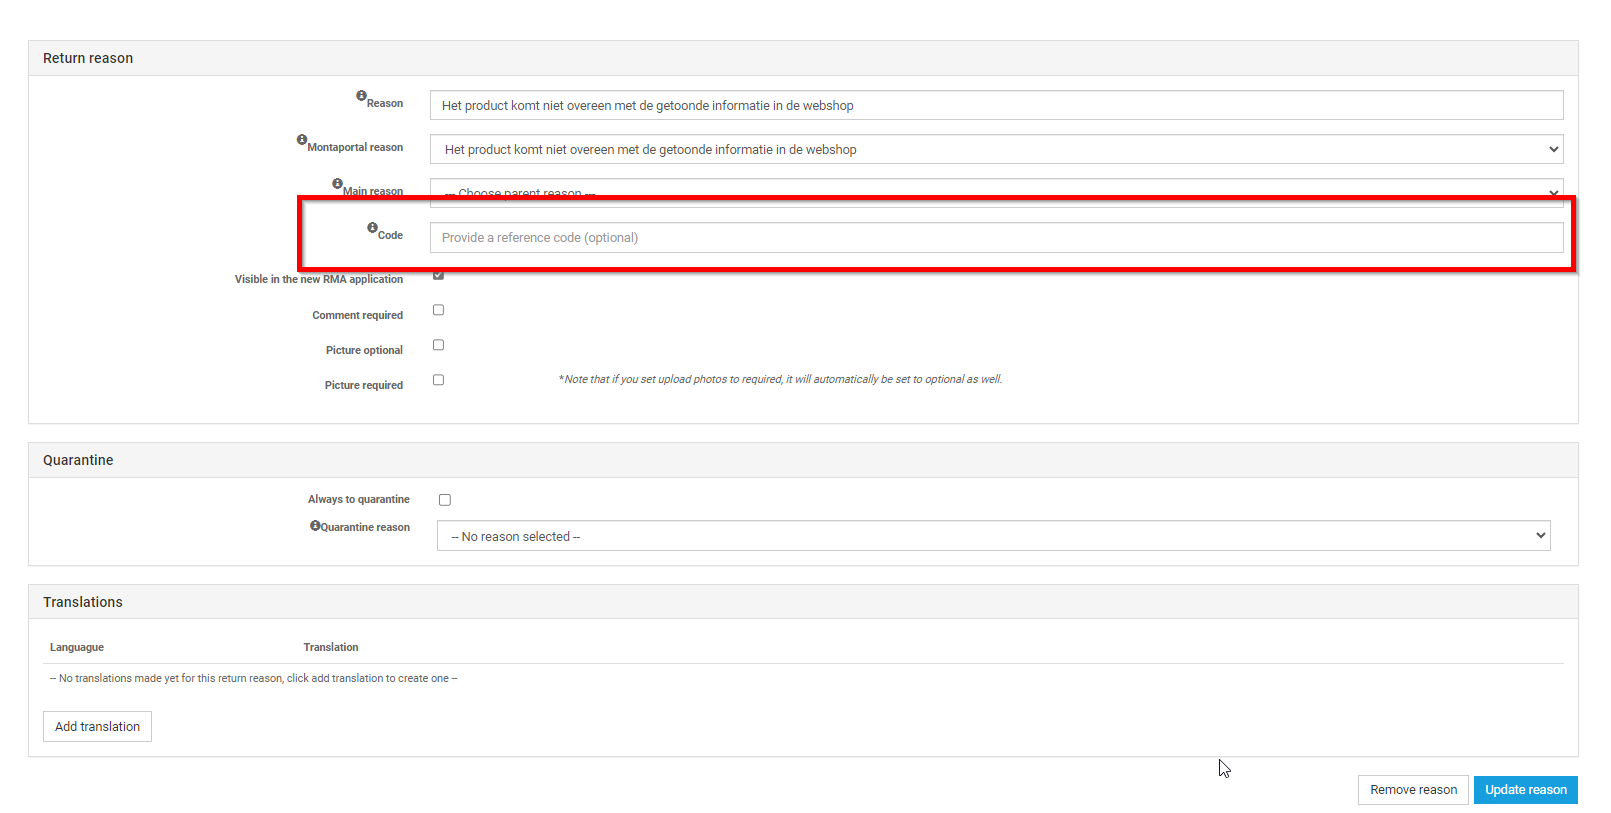 Return reason
Reason
Het product komt niet overeen met de getoonde informatie in de webshop
Montaportal reason
Het product komt niet overeen met de getoonde informatie in de webshop
Main reason
--- Choose parent reason ---
Code
Provide a reference code (optional)
Visible in the new RMA application
Comment required
Picture optional
Picture required
*Note that if you set upload photos to required, it will automatically be set to optional as well.
Quarantine
Always to quarantine
Quarantine reason
-- No reason selected --
Translations
Languague Translation
-- No translations made yet for this return reason, click add translation to create one --
Add translation
Remove reason Update reason